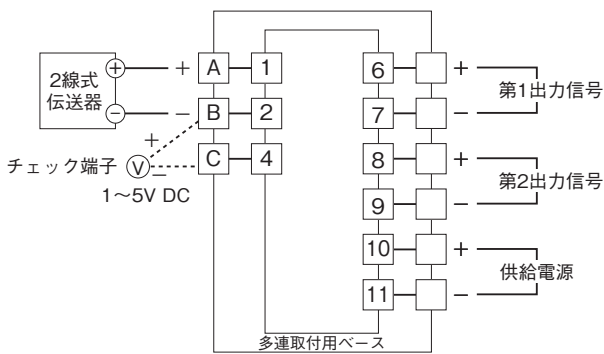 2線式
伝送器
+
−
+ A 1
− B 2
C 4
+
−
チェック端子 V
1～5V DC
6 + 第1出力信号
7 −
8 + 第2出力信号
9 −
10 + 供給電源
11 −
多連取付用ベース